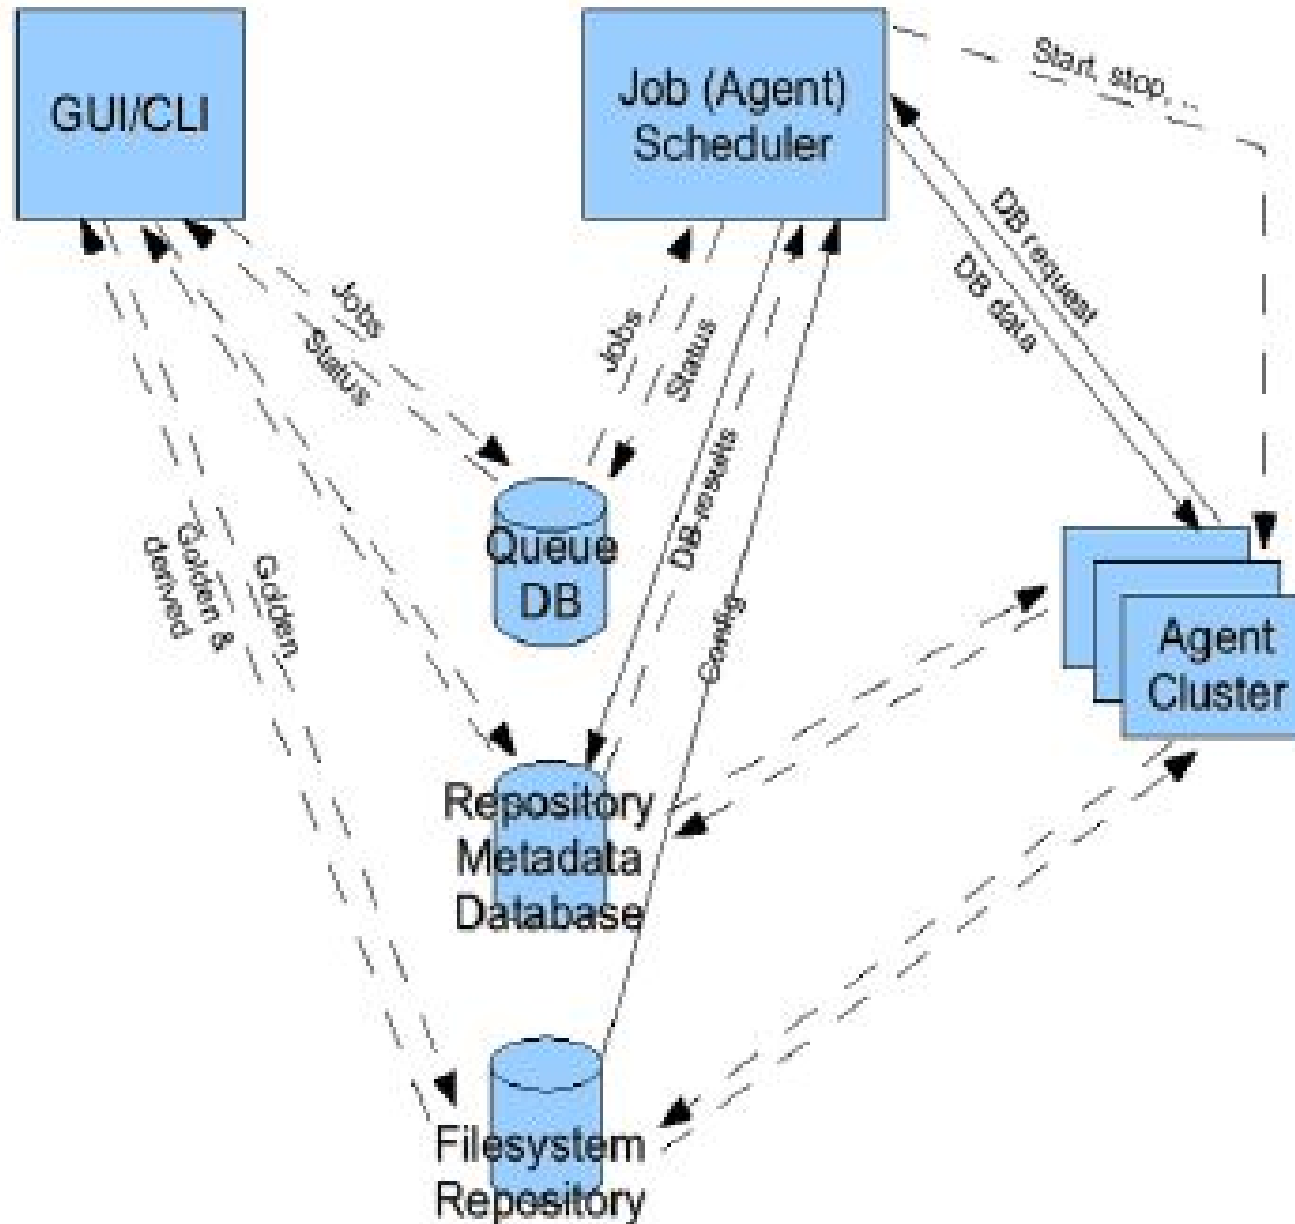 GUI/CLI
Job (Agent)
Scheduler
Start, stop,...
DB request
DB data
Jobs
Status
Jobs
Status
DB results
Config
Golden &
derived
Golden
Queue
DB
Agent
Cluster
Repository
Metadata
Database
Filesystem
Repository